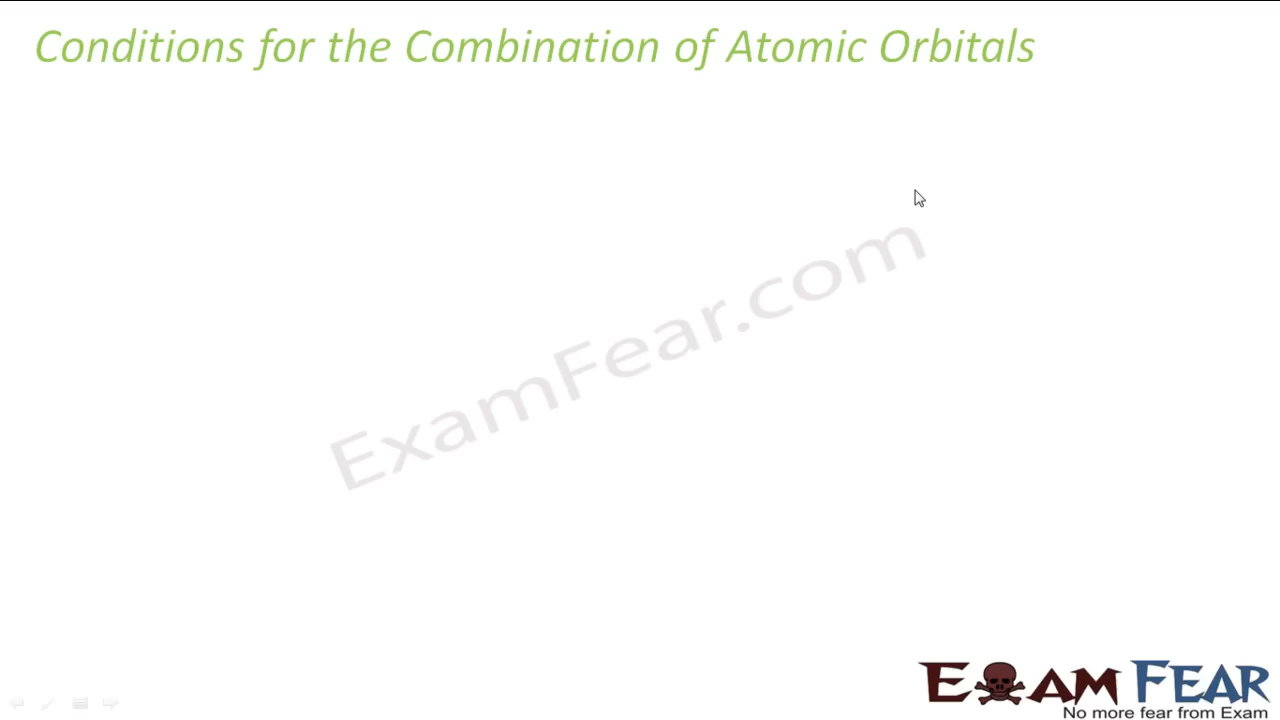 Conditions for the Combination of Atomic Orbitals
ExamFear.com
EXAM FEAR
No more fear from Exam